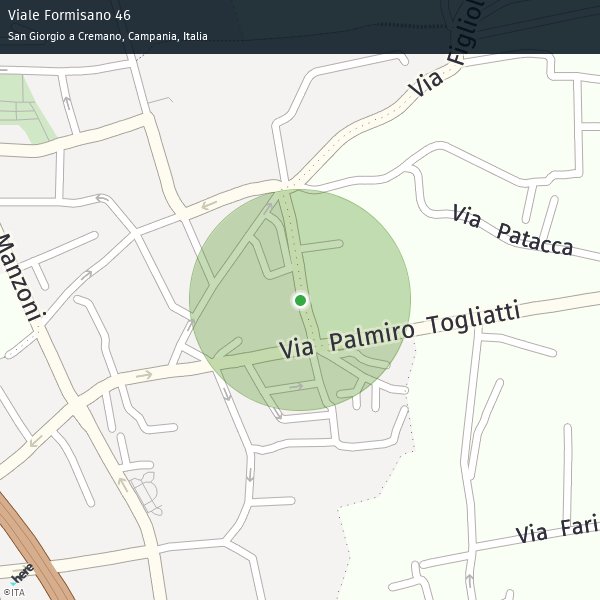 Viale Formisano 46
San Giorgio a Cremano, Campania, Italia
Via Figliol
Via Patacca
Manzoni
Via Palmiro Togliatti
Via Fari
here
©ITA